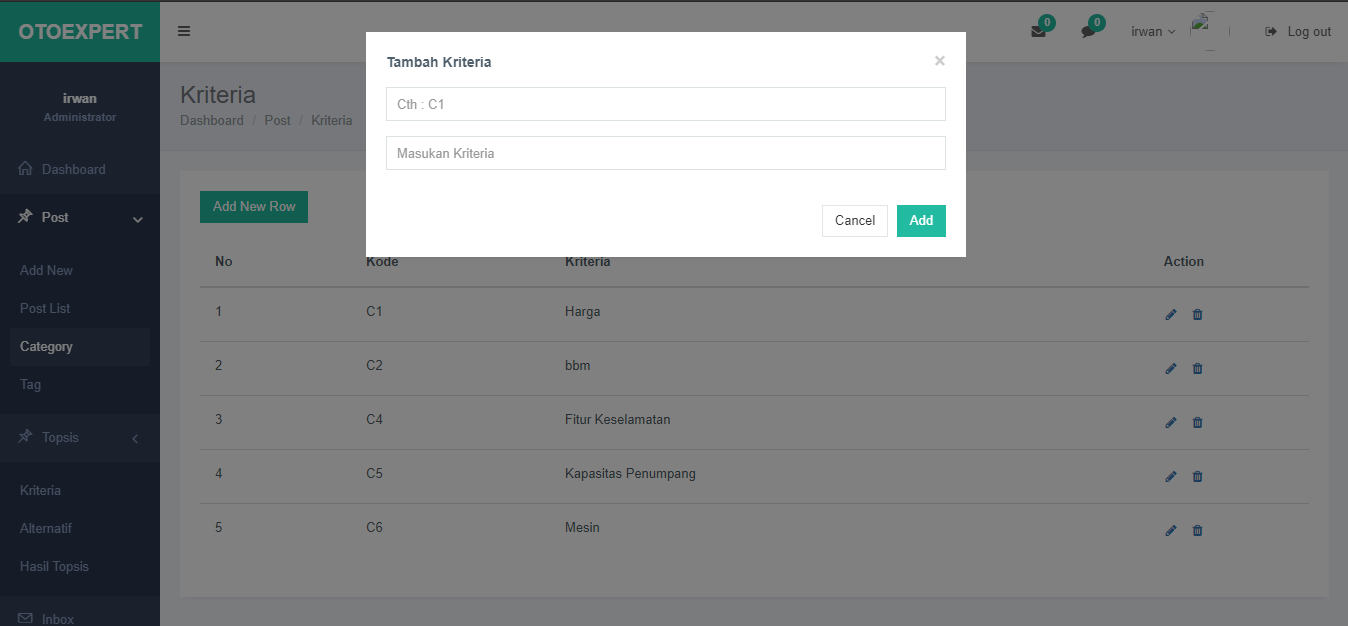 OTOEXPERT
0
0
irwan
Log out
irwan
Administrator
Dashboard
Post
Add New
Post List
Category
Tag
Topsis
Kriteria
Alternatif
Hasil Topsis
Inbox
Kriteria
Dashboard / Post / Kriteria
Tambah Kriteria ×
Cth : C1
Masukan Kriteria
Cancel Add
Add New Row
No Kode Kriteria Action
1 C1 Harga
2 C2 bbm
3 C4 Fitur Keselamatan
4 C5 Kapasitas Penumpang
5 C6 Mesin